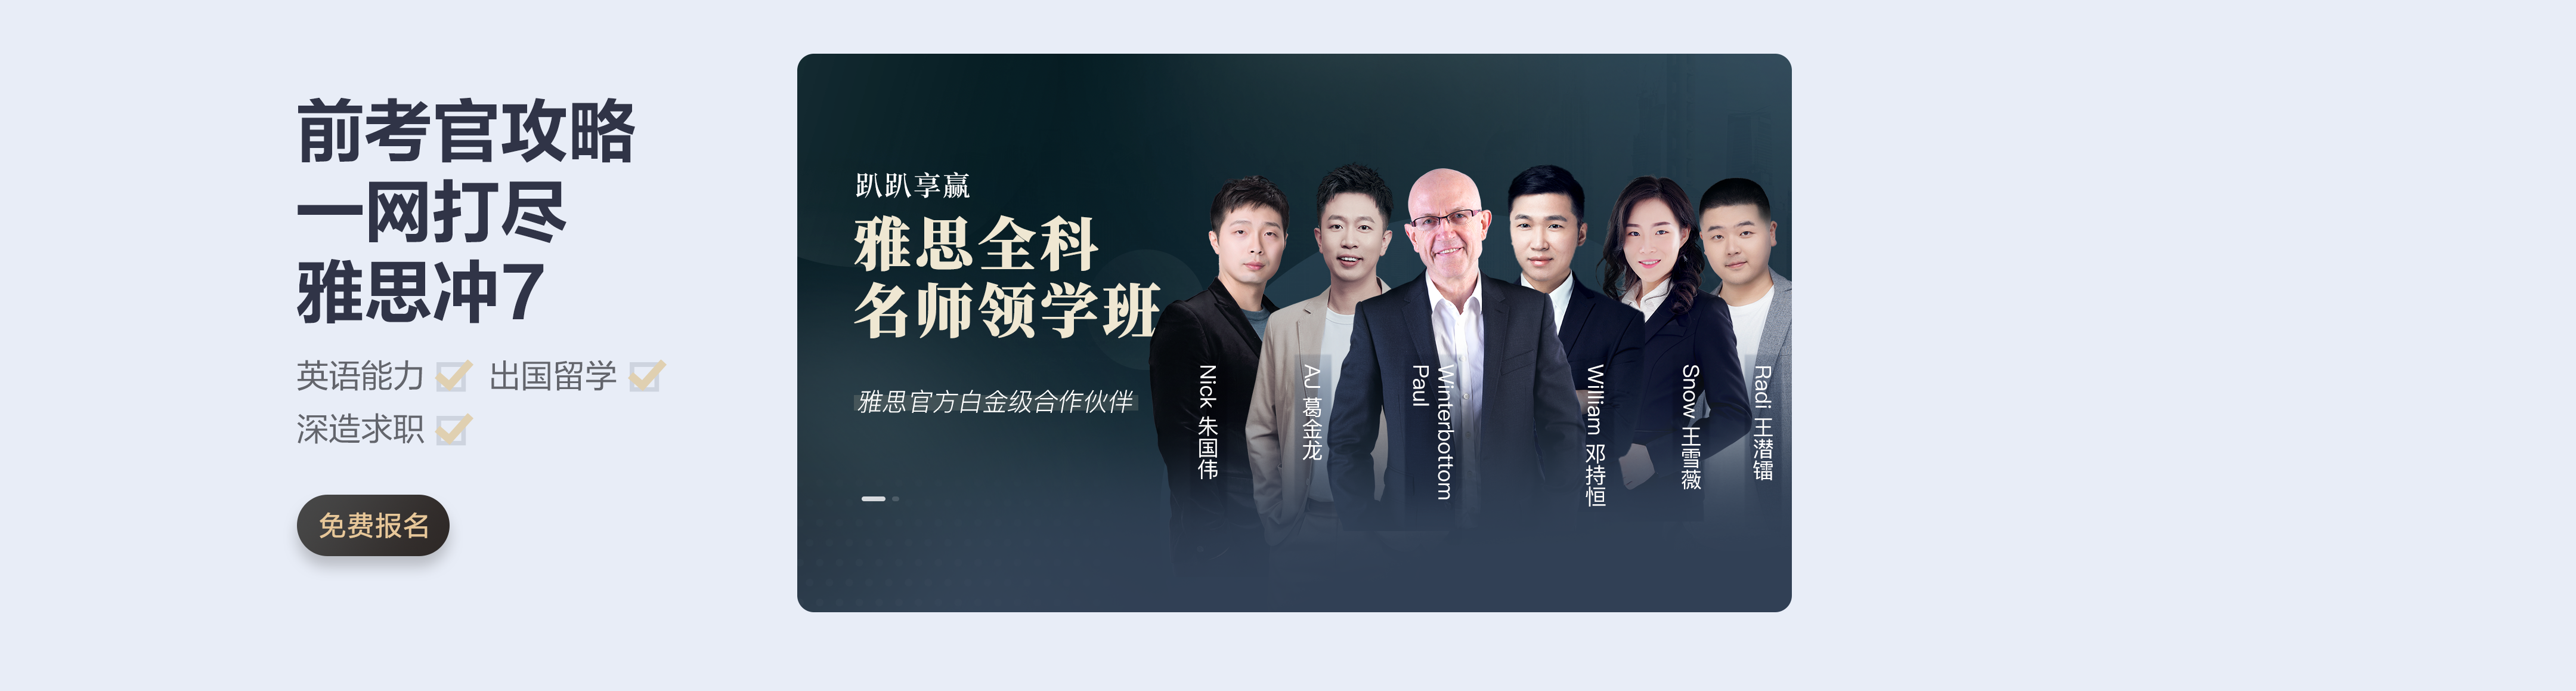 前考官攻略
一网打尽
雅思冲7
英语能力 出国留学
深造求职
免费报名
趴趴享赢
雅思全科
名师领学班
雅思官方白金级合作伙伴
Nick 朱国伟
AJ 葛金龙
Paul
Winterbottom
William 邓持恒
Snow 王雪薇
Radi 王潜镭